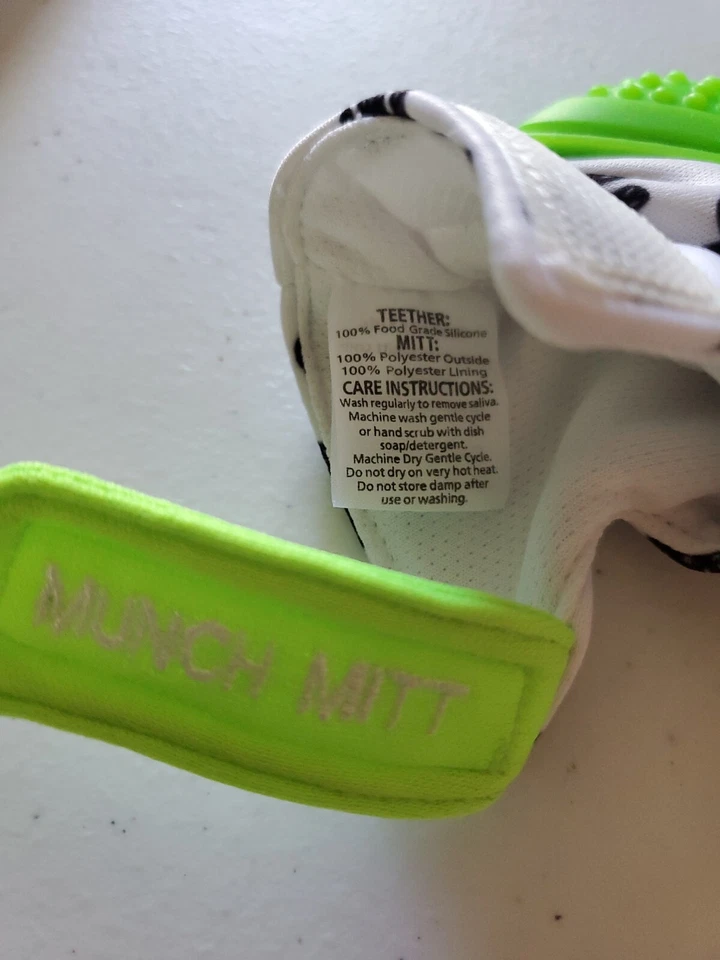 TEETHER:
100% Food Grade Silicone
MITT:
100% Polyester Outside
100% Polyester Lining
CARE INSTRUCTIONS:
Wash regularly to remove saliva.
Machine wash gentle cycle
or hand scrub with dish
soap/detergent.
Machine Dry Gentle Cycle.
Do not dry on very hot heat.
Do not store damp after
use or washing.
MUNCH MITT